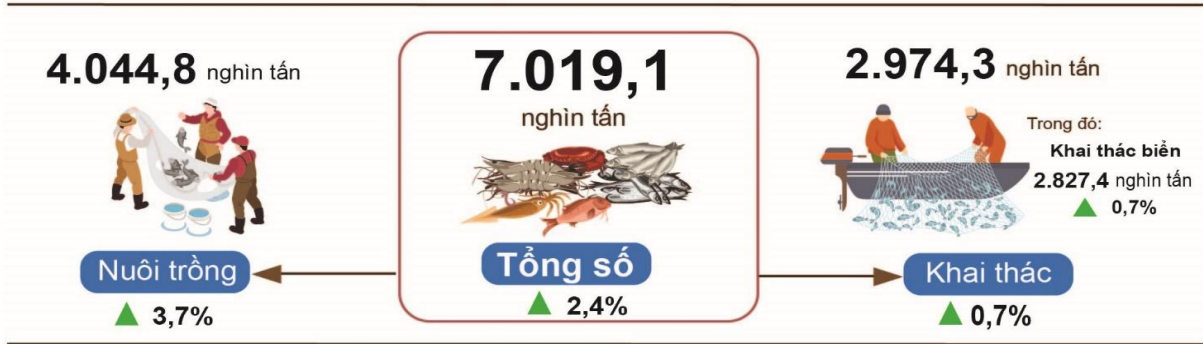 4.044,8 nghìn tấn
Nuôi trồng
▲ 3,7%
7.019,1
nghìn tấn
Tổng số
▲ 2,4%
2.974,3 nghìn tấn
Trong đó:
Khai thác biển
2.827,4 nghìn tấn
▲ 0,7%
Khai thác
▲ 0,7%